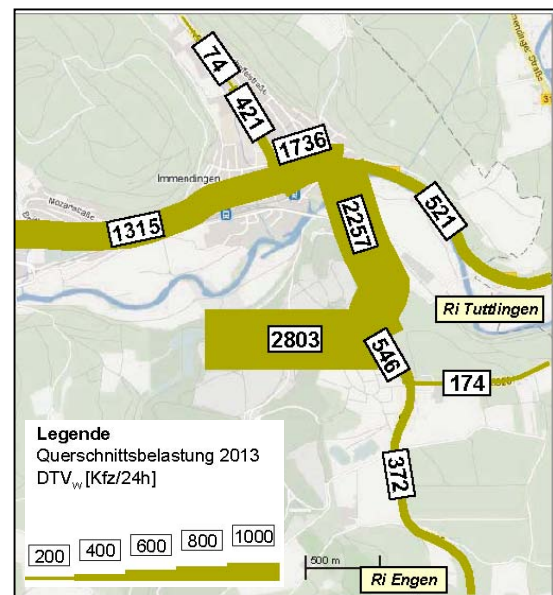 74
421
1736
Immendingen
1315
2257
521
Ri Tuttlingen
2803
546
174
372
Legende
Querschnittsbelastung 2013
DTVw [Kfz/24h]
200 400 600 800 1000
500 m
Ri Engen